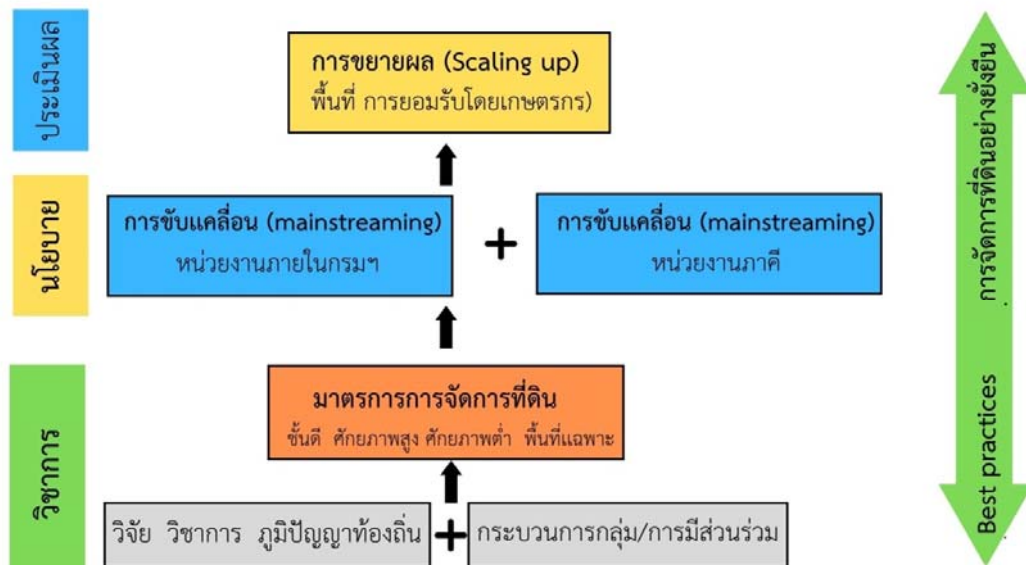 ประเมินผล
การขยายผล (Scaling up)
พื้นที่ การยอมรับโดยเกษตรกร)
นโยบาย
การขับเคลื่อน (mainstreaming)
หน่วยงานภายในกรมฯ
+
การขับเคลื่อน (mainstreaming)
หน่วยงานภาคี
วิชาการ
มาตรการการจัดการที่ดิน
ชั้นดี ศักยภาพสูง ศักยภาพต่ำ พื้นที่เฉพาะ
วิจัย วิชาการ ภูมิปัญญาท้องถิ่น
+
กระบวนการกลุ่ม/การมีส่วนร่วม
การจัดการที่ดินอย่างยั่งยืน
Best practices